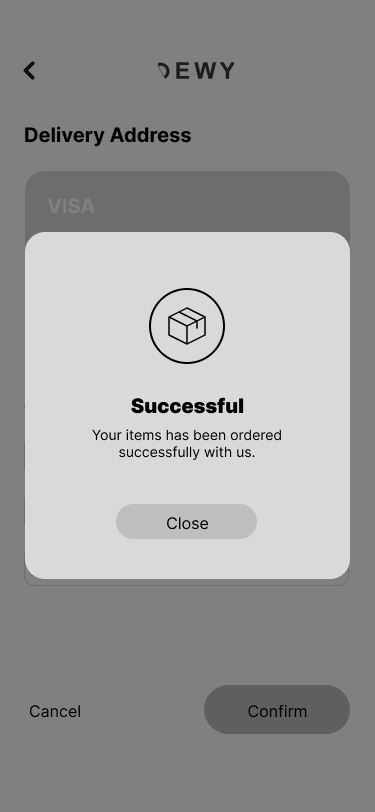 DEWY
Delivery Address
VISA
Successful
Your items has been ordered
successfully with us.
Close
Cancel
Confirm